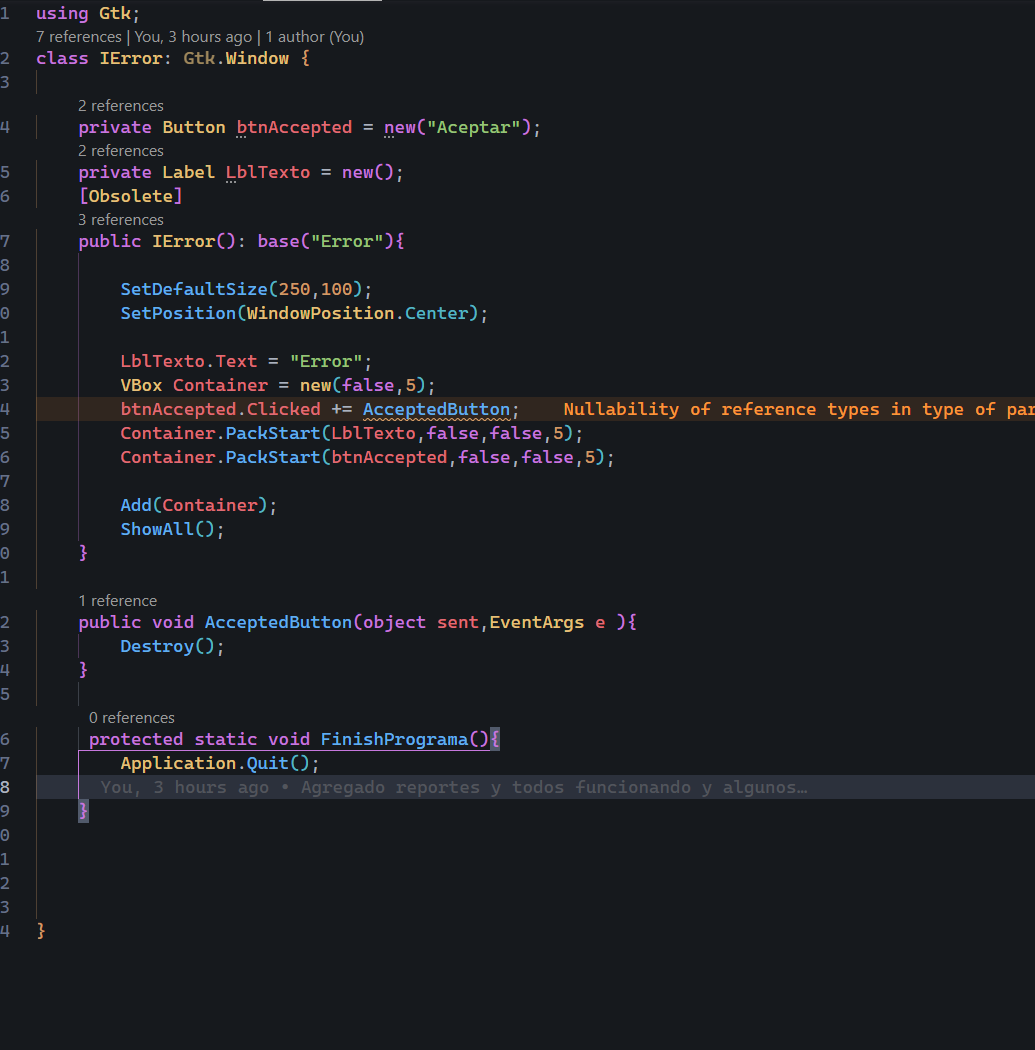 1 using Gtk;
7 references | You, 3 hours ago | 1 author (You)
2 class IError: Gtk.Window {
3
2 references
4 private Button btnAccepted = new("Aceptar");
2 references
5 private Label LblTexto = new();
6 [Obsolete]
3 references
7 public IError(): base("Error"){
8
9 SetDefaultSize(250,100);
0 SetPosition(WindowPosition.Center);
1
2 LblTexto.Text = "Error";
3 VBox Container = new(false,5);
4 btnAccepted.Clicked += AcceptedButton; Nullability of reference types in type of par
5 Container.PackStart(LblTexto,false,false,5);
6 Container.PackStart(btnAccepted,false,false,5);
7
8 Add(Container);
9 ShowAll();
0 }
1
1 reference
2 public void AcceptedButton(object sent,EventArgs e ){
3 Destroy();
4 }
5
0 references
6 protected static void FinishPrograma(){
7 Application.Quit();
8 You, 3 hours ago • Agregado reportes y todos funcionando y algunos…
9 }
0
1
2
3
4 }